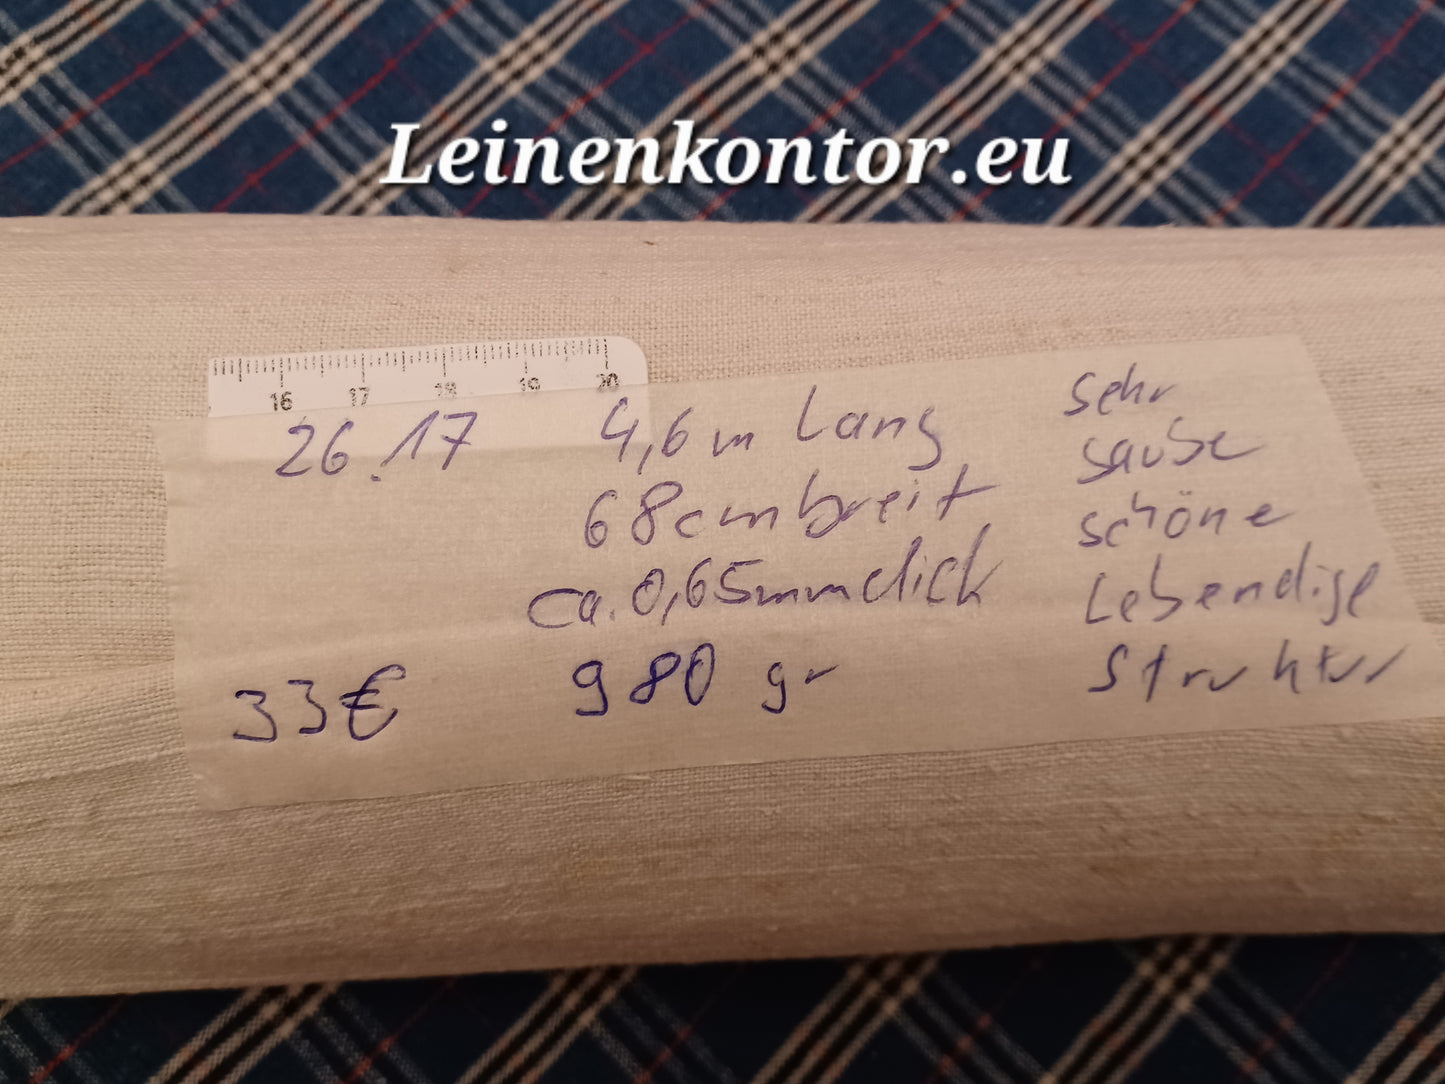 Leinenkontor.eu
16 17 18 19 20
26.17
4,6 m Lang
68cm breit
ca. 0,65mm dick
980 gr
33€
sehr
saube
schöne
Lebendige
Struktur